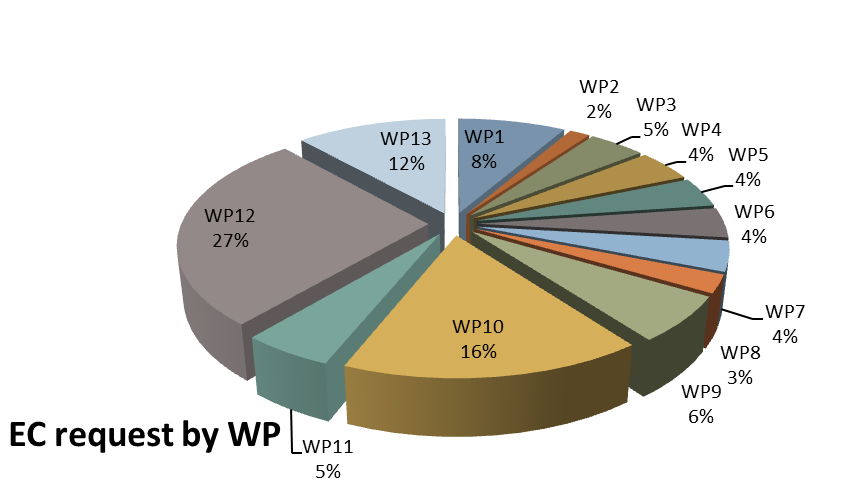 WP1
8%
WP2
2%
WP3
5%
WP4
4%
WP5
4%
WP6
4%
WP7
4%
WP8
3%
WP9
6%
WP10
16%
WP11
5%
WP12
27%
WP13
12%
EC request by WP